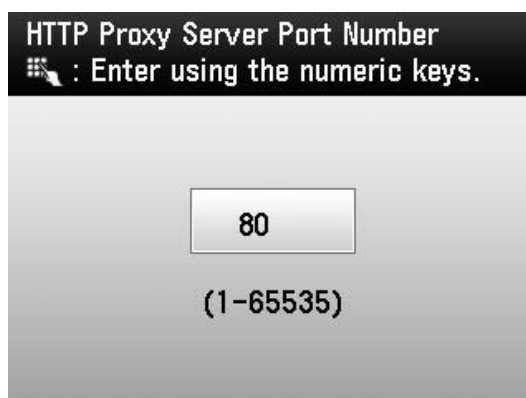 HTTP Proxy Server Port Number
: Enter using the numeric keys.
80
(1-65535)